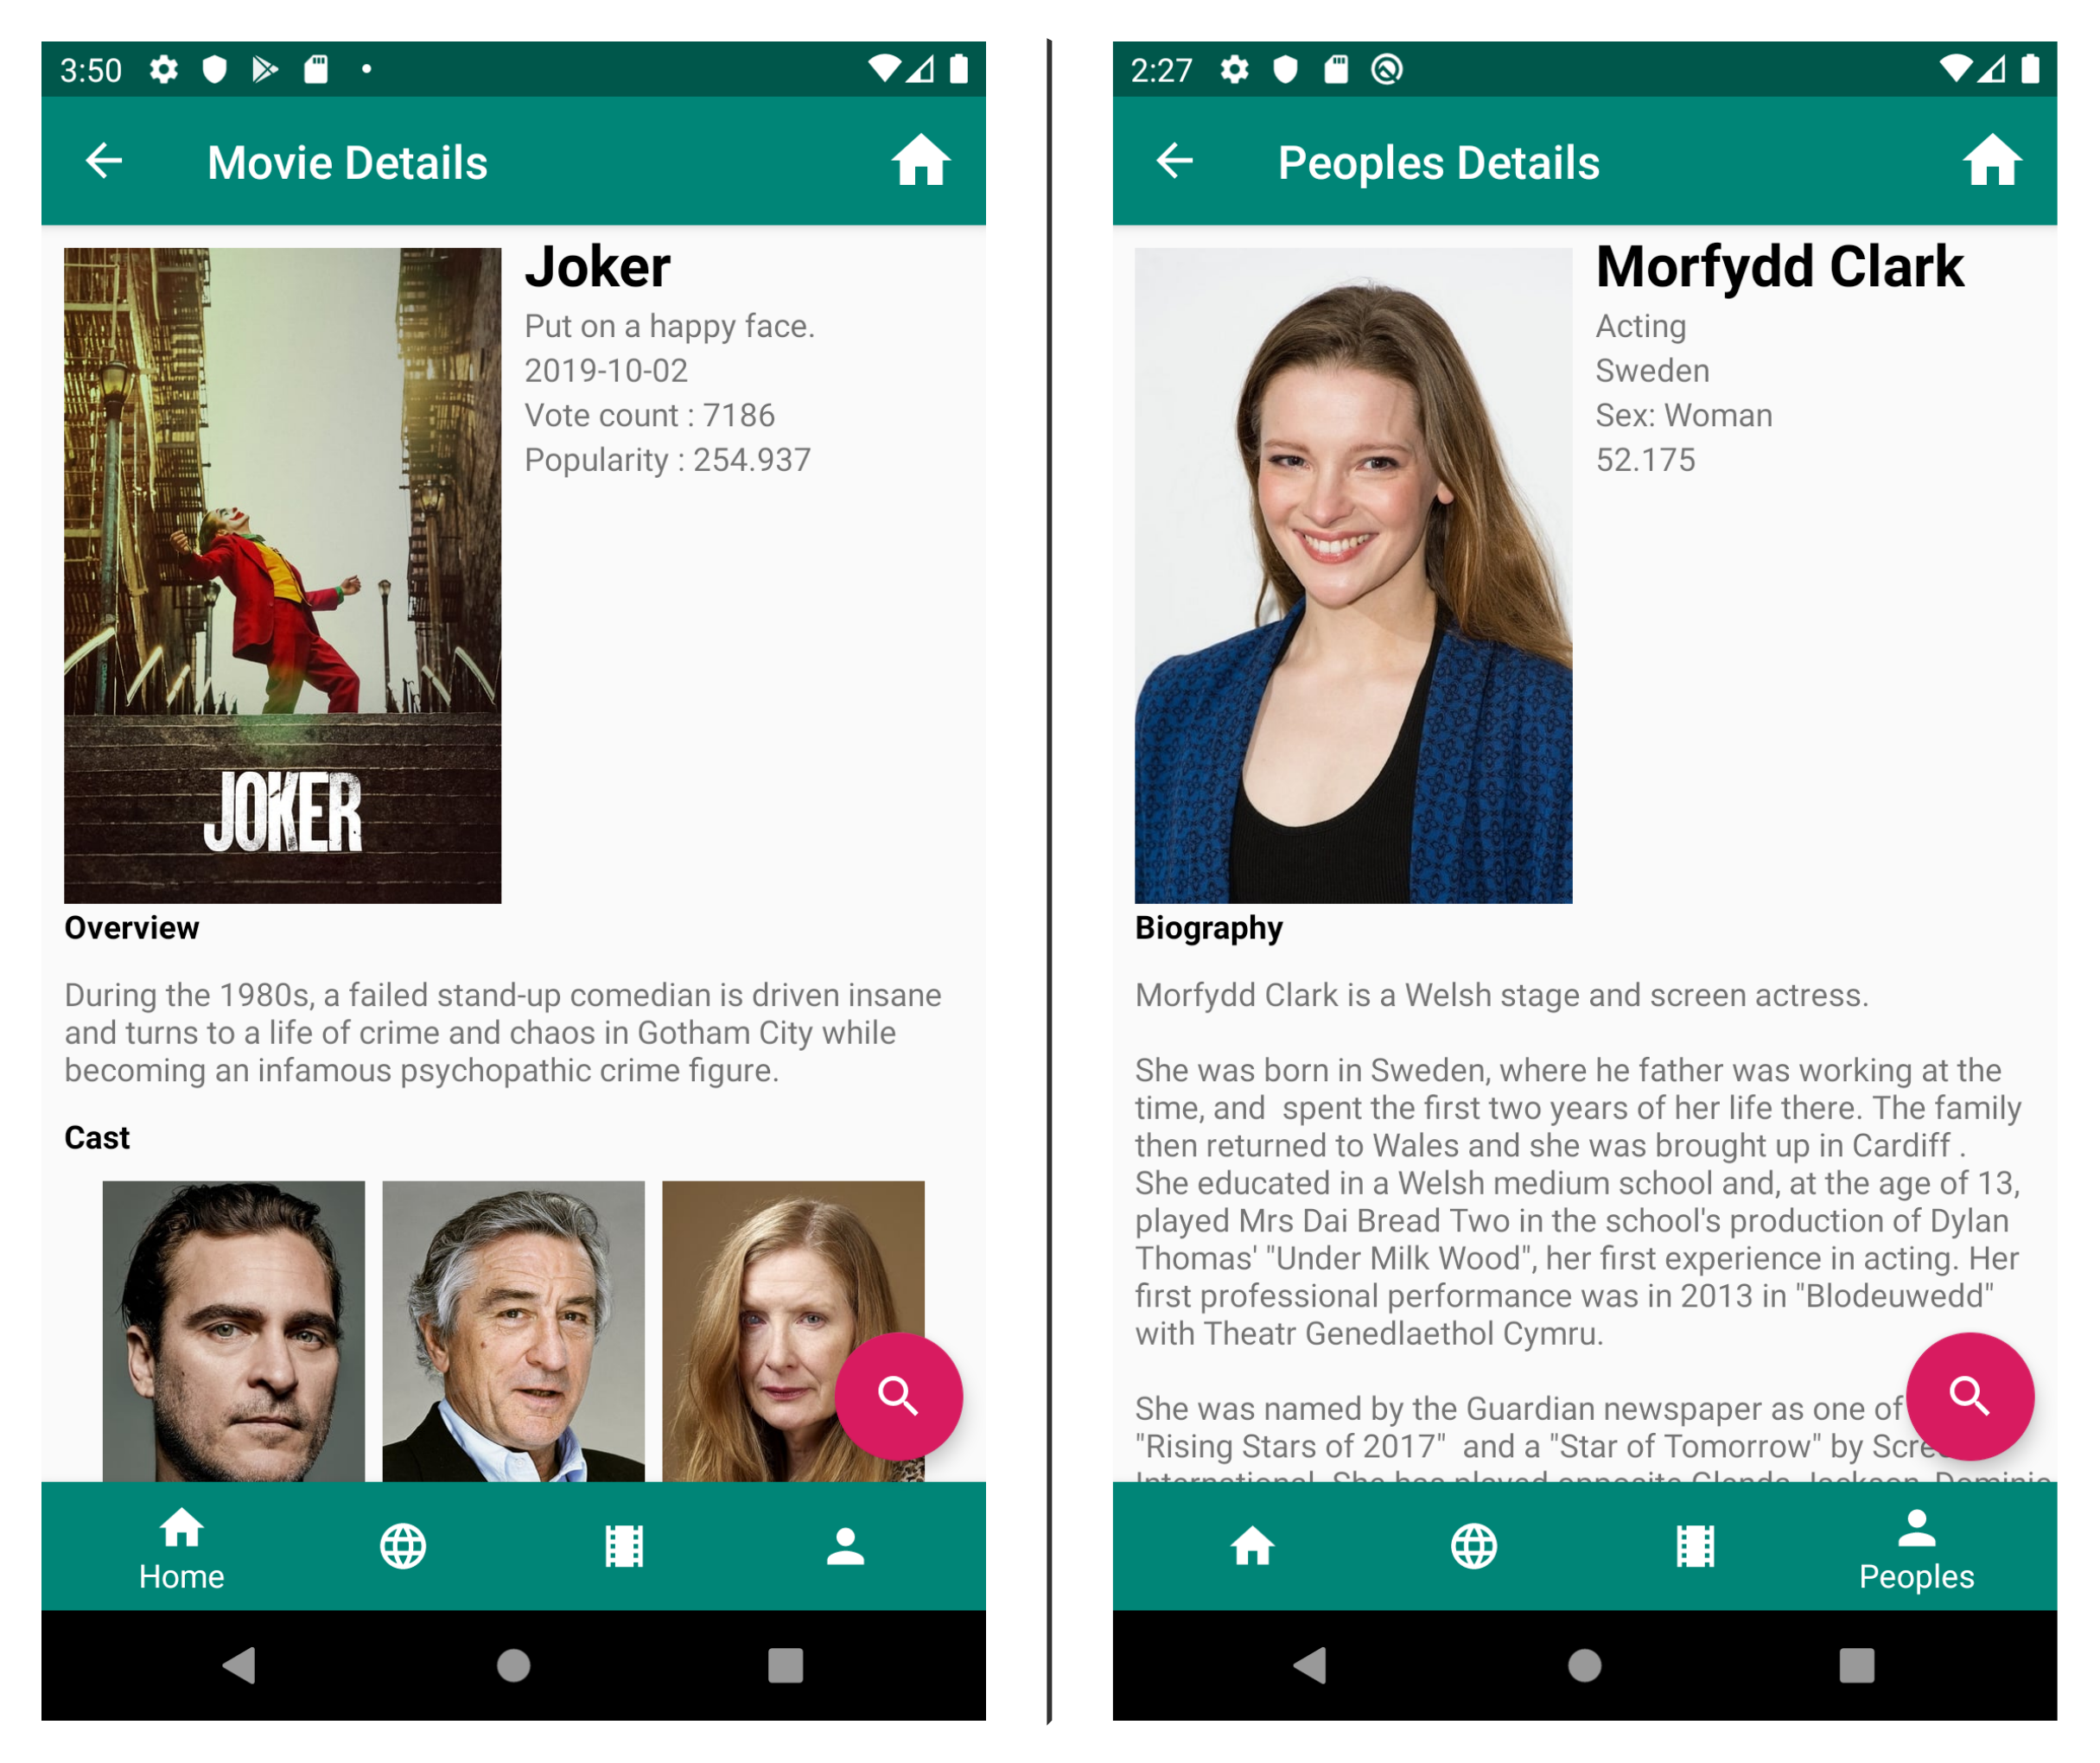 3:50
Movie Details
Joker
Put on a happy face.
2019-10-02
Vote count : 7186
Popularity : 254.937
JOKER
Overview
During the 1980s, a failed stand-up comedian is driven insane
and turns to a life of crime and chaos in Gotham City while
becoming an infamous psychopathic crime figure.
Cast
Home
2:27
Peoples Details
Morfydd Clark
Acting
Sweden
Sex: Woman
52.175
Biography
Morfydd Clark is a Welsh stage and screen actress.
She was born in Sweden, where he father was working at the
time, and  spent the first two years of her life there. The family
then returned to Wales and she was brought up in Cardiff .
She educated in a Welsh medium school and, at the age of 13,
played Mrs Dai Bread Two in the school's production of Dylan
Thomas' "Under Milk Wood", her first experience in acting. Her
first professional performance was in 2013 in "Blodeuwedd"
with Theatr Genedlaethol Cymru.
She was named by the Guardian newspaper as one of
"Rising Stars of 2017"  and a "Star of Tomorrow" by
International. She has played opposite Glenda Jackson, Dominic
Peoples